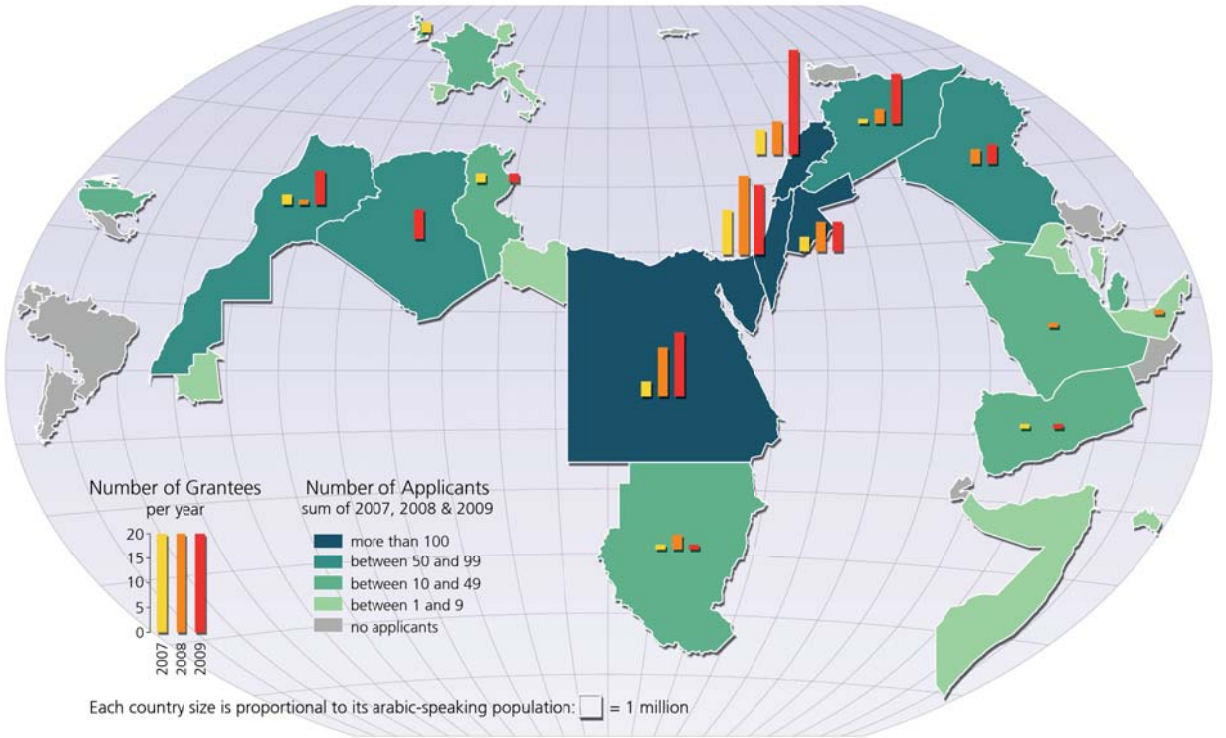 Number of Grantees
per year
20
15
10
5
0
2007
2008
2009
Number of Applicants
sum of 2007, 2008 & 2009
more than 100
between 50 and 99
between 10 and 49
between 1 and 9
no applicants
Each country size is proportional to its arabic-speaking population: = 1 million